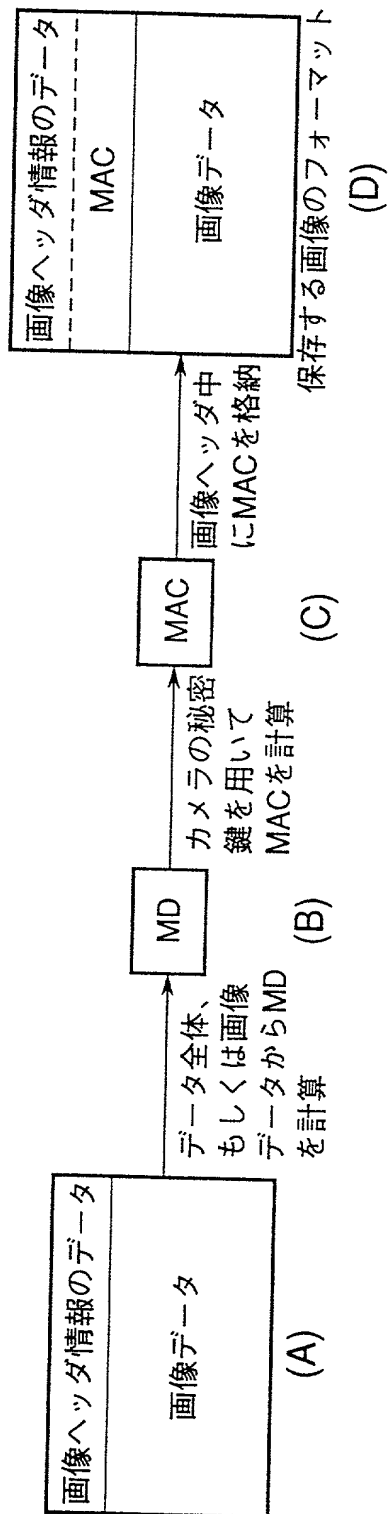 画像ヘッダ情報のデータ
画像データ
(A)
データ全体、
もしくは画像
データからMD
を計算
MD
(B)
カメラの秘密
鍵を用いて
MACを計算
MAC
(C)
画像ヘッダ中
にMACを格納
画像ヘッダ情報のデータ
MAC
画像データ
保存する画像のフォーマット
(D)